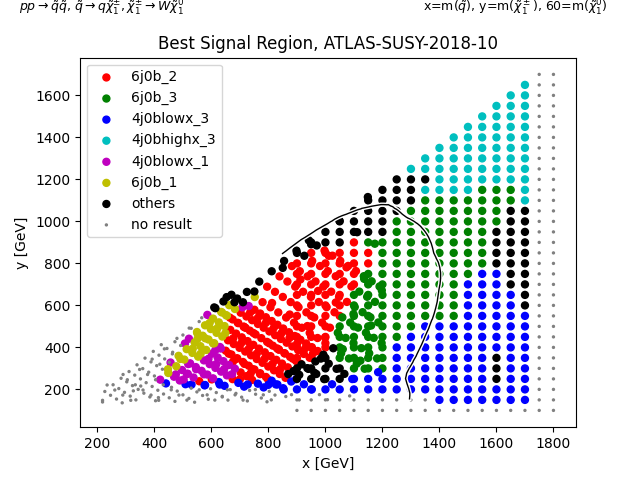 pp → q̃q̃, q̃ → qχ̃₁±, χ̃₁± → Wχ̃₁⁰ x=m(q̃), y=m(χ̃₁±), 60=m(χ̃₁⁰)
Best Signal Region, ATLAS-SUSY-2018-10
6j0b_2
6j0b_3
4j0blowx_3
4j0bhighx_3
4j0blowx_1
6j0b_1
others
no result
y [GeV]
1600
1400
1200
1000
800
600
400
200
200 400 600 800 1000 1200 1400 1600 1800
x [GeV]